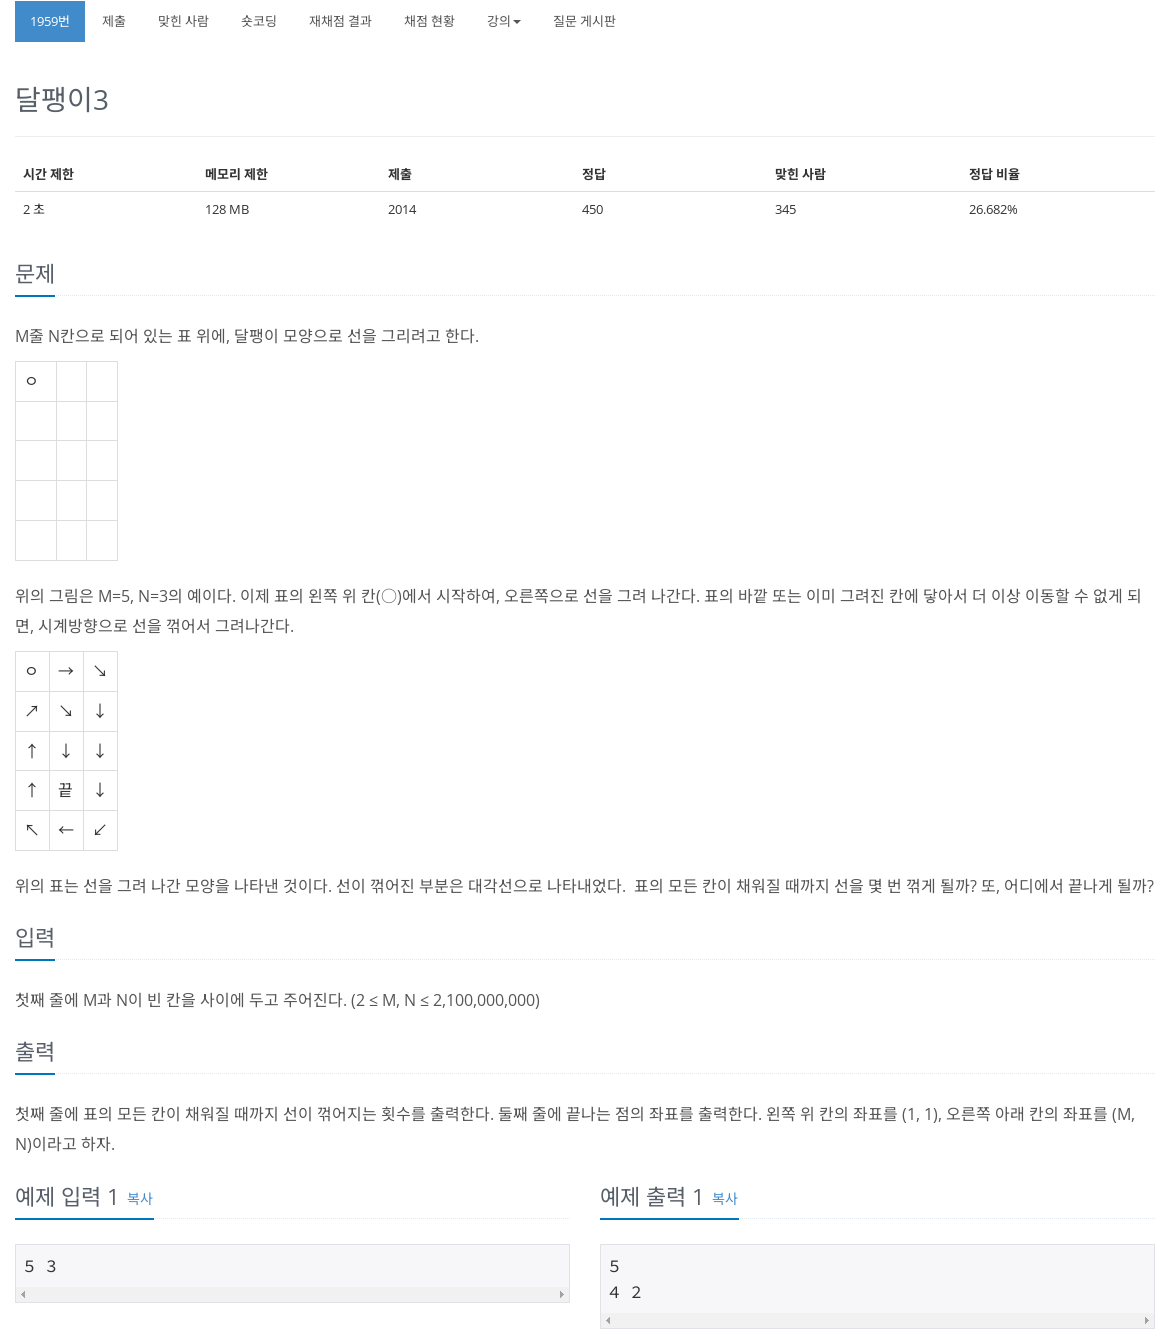 1959번 제출 맞힌 사람 숏코딩 재채점 결과 채점 현황 강의 질문 게시판
달팽이3
시간 제한 메모리 제한 제출 정답 맞힌 사람 정답 비율
2 초 128 MB 2014 450 345 26.682%
문제
M줄 N칸으로 되어 있는 표 위에, 달팽이 모양으로 선을 그리려고 한다.
ㅇ
위의 그림은 M=5, N=3의 예이다. 이제 표의 왼쪽 위 칸(○)에서 시작하여, 오른쪽으로 선을 그려 나간다. 표의 바깥 또는 이미 그려진 칸에 닿아서 더 이상 이동할 수 없게 되
면, 시계방향으로 선을 꺾어서 그려나간다.
ㅇ → ↘
↗ ↘ ↓
↑ ↓ ↓
↑ 끝 ↓
↖ ← ↙
위의 표는 선을 그려 나간 모양을 나타낸 것이다. 선이 꺾어진 부분은 대각선으로 나타내었다. 표의 모든 칸이 채워질 때까지 선을 몇 번 꺾게 될까? 또, 어디에서 끝나게 될까?
입력
첫째 줄에 M과 N이 빈 칸을 사이에 두고 주어진다. (2 ≤ M, N ≤ 2,100,000,000)
출력
첫째 줄에 표의 모든 칸이 채워질 때까지 선이 꺾어지는 횟수를 출력한다. 둘째 줄에 끝나는 점의 좌표를 출력한다. 왼쪽 위 칸의 좌표를 (1, 1), 오른쪽 아래 칸의 좌표를 (M,
N)이라고 하자.
예제 입력 1 복사
5 3
예제 출력 1 복사
5
4 2